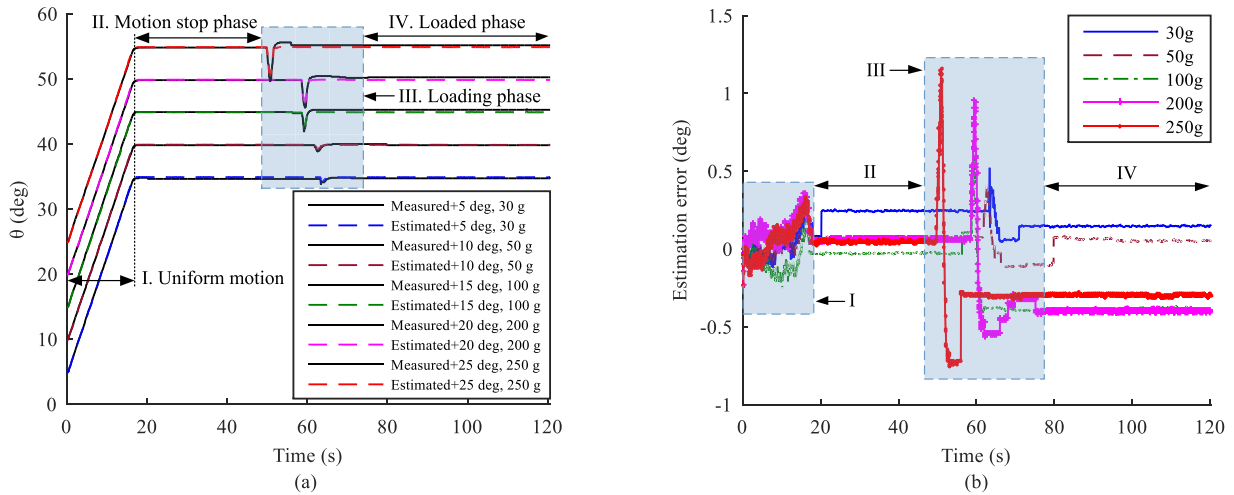 60
50
40
30
20
10
0
θ (deg)
II. Motion stop phase
IV. Loaded phase
III. Loading phase
I. Uniform motion
Measured+5 deg, 30 g
Estimated+5 deg, 30 g
Measured+10 deg, 50 g
Estimated+10 deg, 50 g
Measured+15 deg, 100 g
Estimated+15 deg, 100 g
Measured+20 deg, 200 g
Estimated+20 deg, 200 g
Measured+25 deg, 250 g
Estimated+25 deg, 250 g
0 20 40 60 80 100 120
Time (s)
(a)
1.5
1
0.5
0
-0.5
-1
Estimation error (deg)
III
II
IV
I
30g
50g
100g
200g
250g
0 20 40 60 80 100 120
Time (s)
(b)